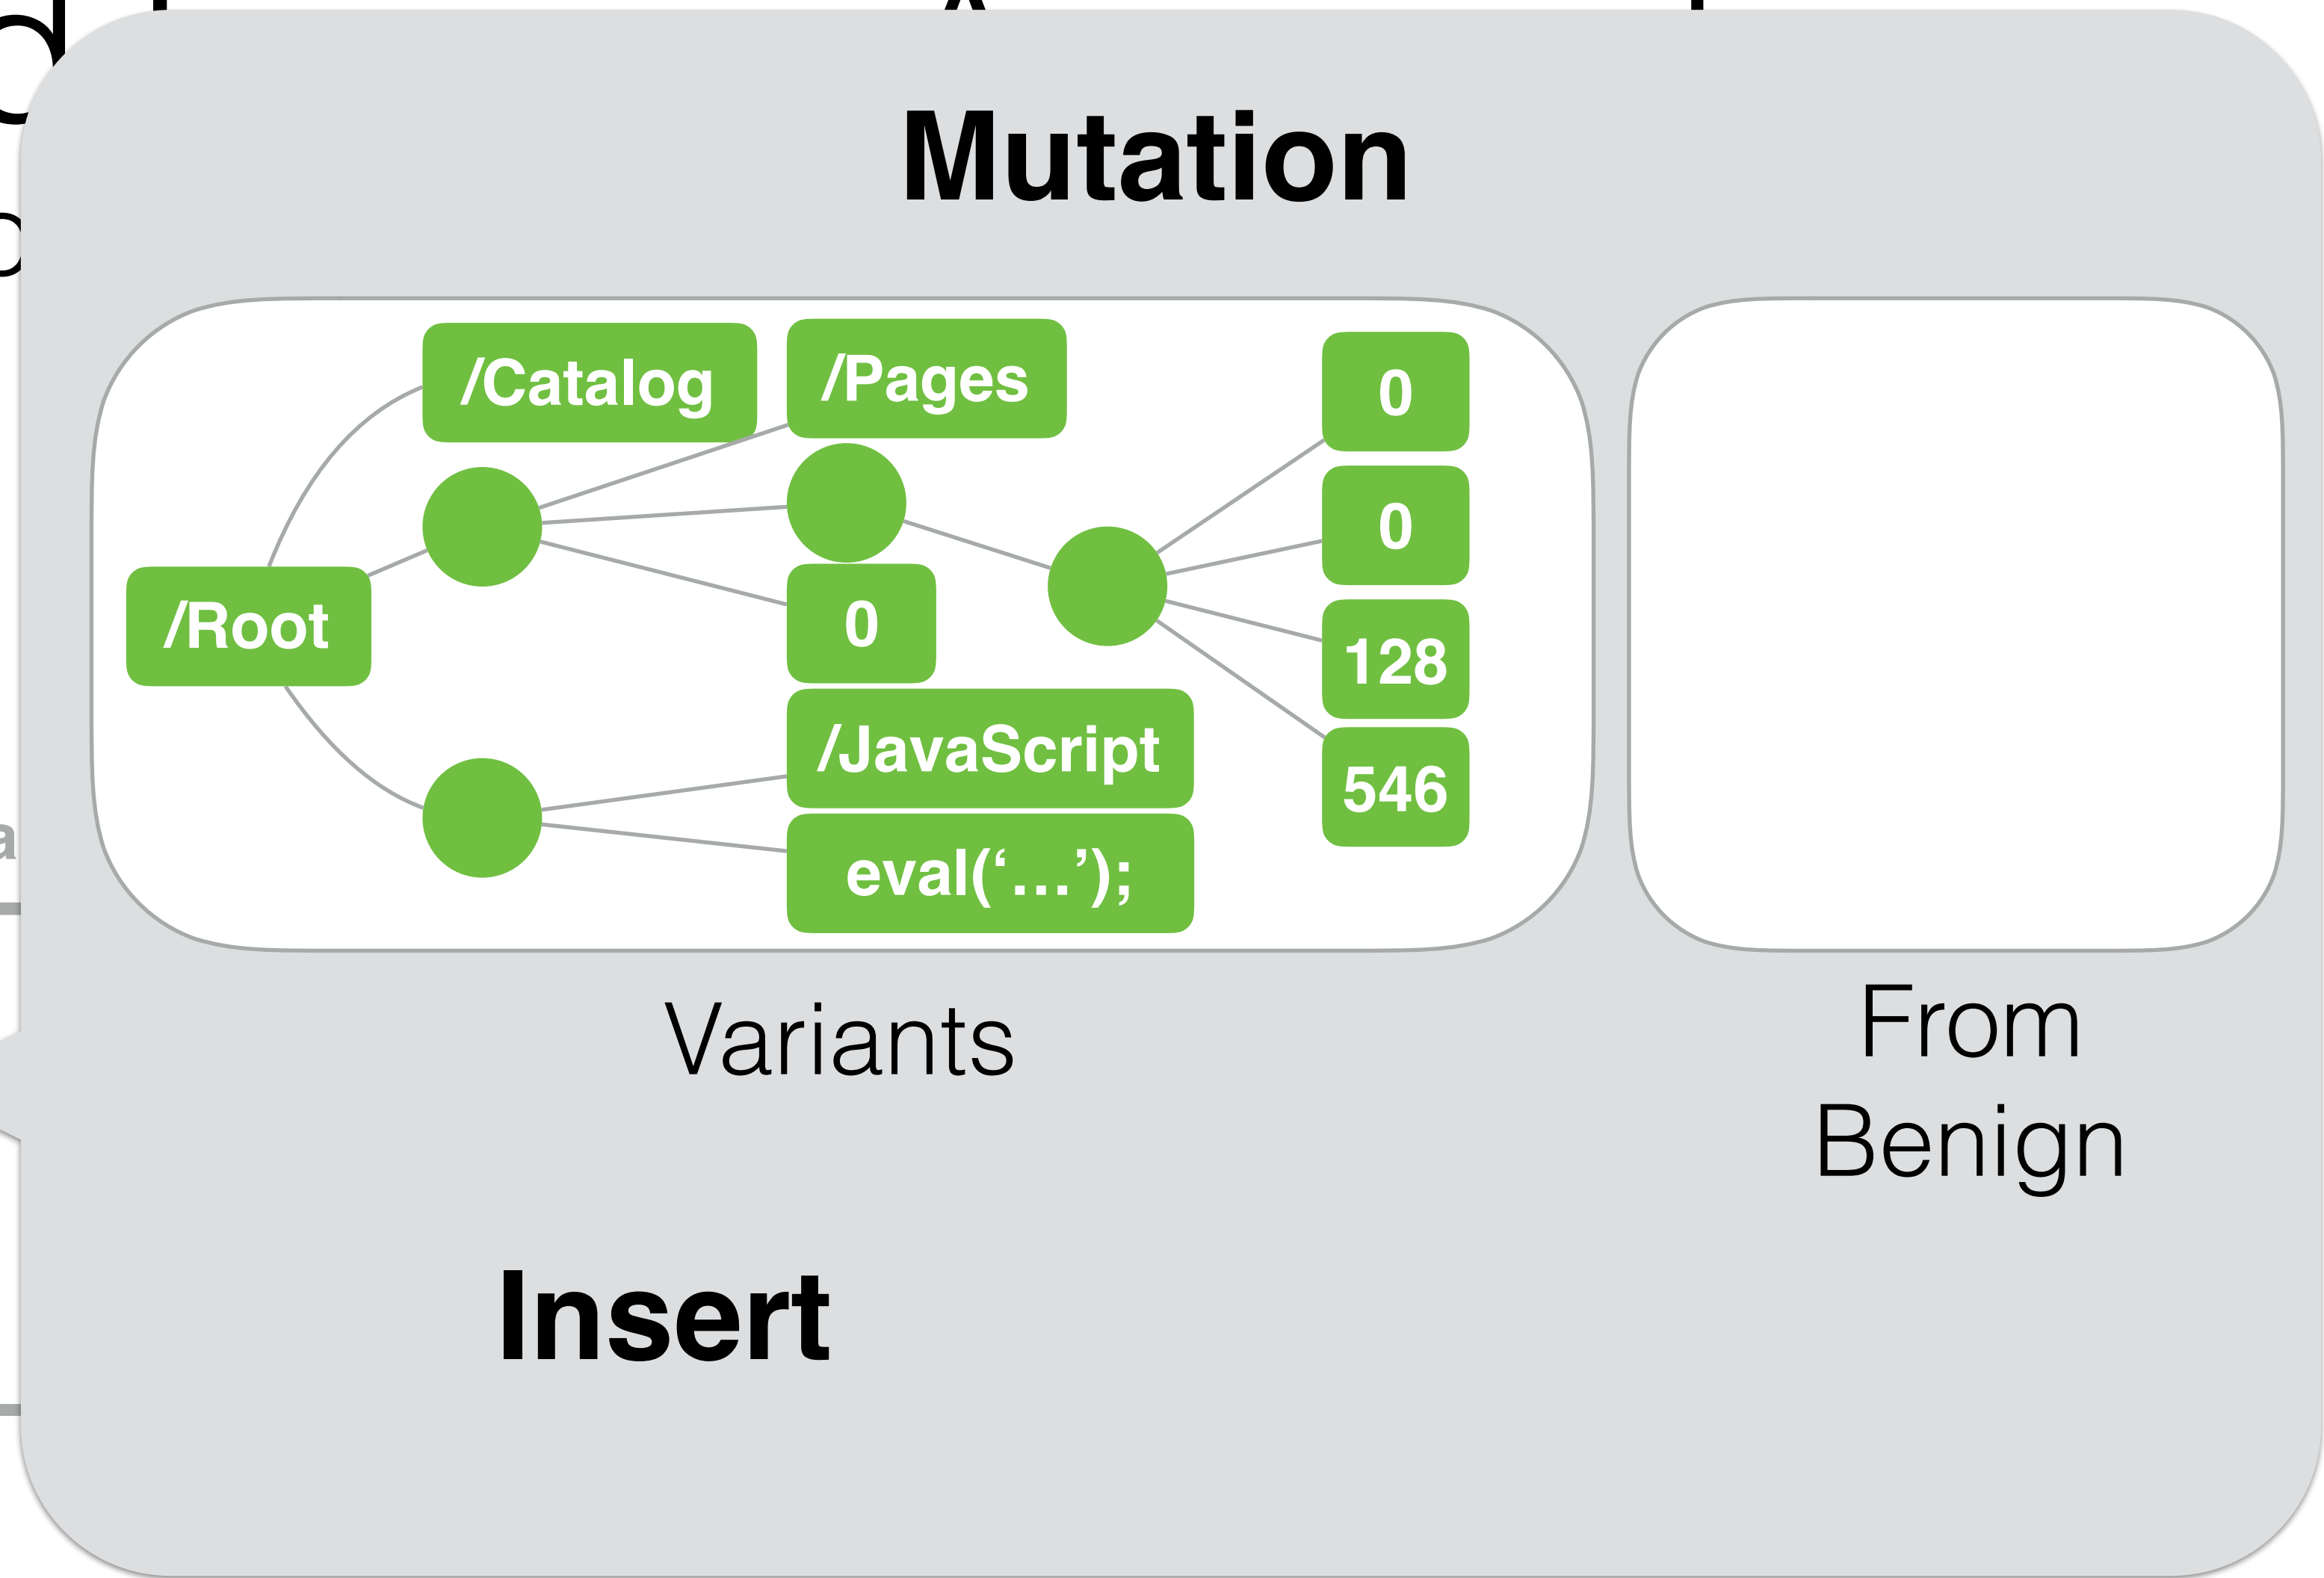 Mutation
/Catalog
/Pages
0
0
/Root
0
128
/JavaScript
546
eval(‘...’);
Variants
From
Benign
Insert